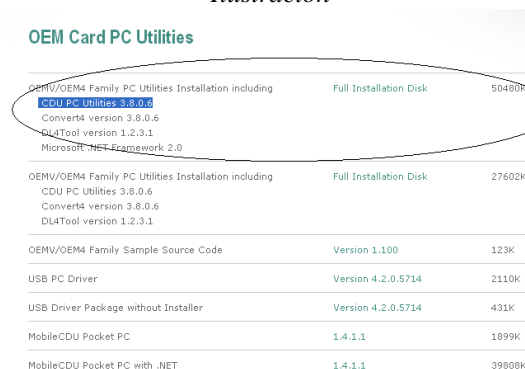 OEM Card PC Utilities
OEMV/OEM4 Family PC Utilities Installation including Full Installation Disk 50480K
CDU PC Utilities 3.8.0.6
Convert4 version 3.8.0.6
DL4Tool version 1.2.3.1
Microsoft .NET Framework 2.0
OEMV/OEM4 Family PC Utilities Installation including Full Installation Disk 27602K
CDU PC Utilities 3.8.0.6
Convert4 version 3.8.0.6
DL4Tool version 1.2.3.1
OEMV/OEM4 Family Sample Source Code Version 1.100 123K
USB PC Driver Version 4.2.0.5714 2110K
USB Driver Package without Installer Version 4.2.0.5714 431K
MobileCDU Pocket PC 1.4.1.1 1899K
MobileCDU Pocket PC with .NET 1.4.1.1 39808K